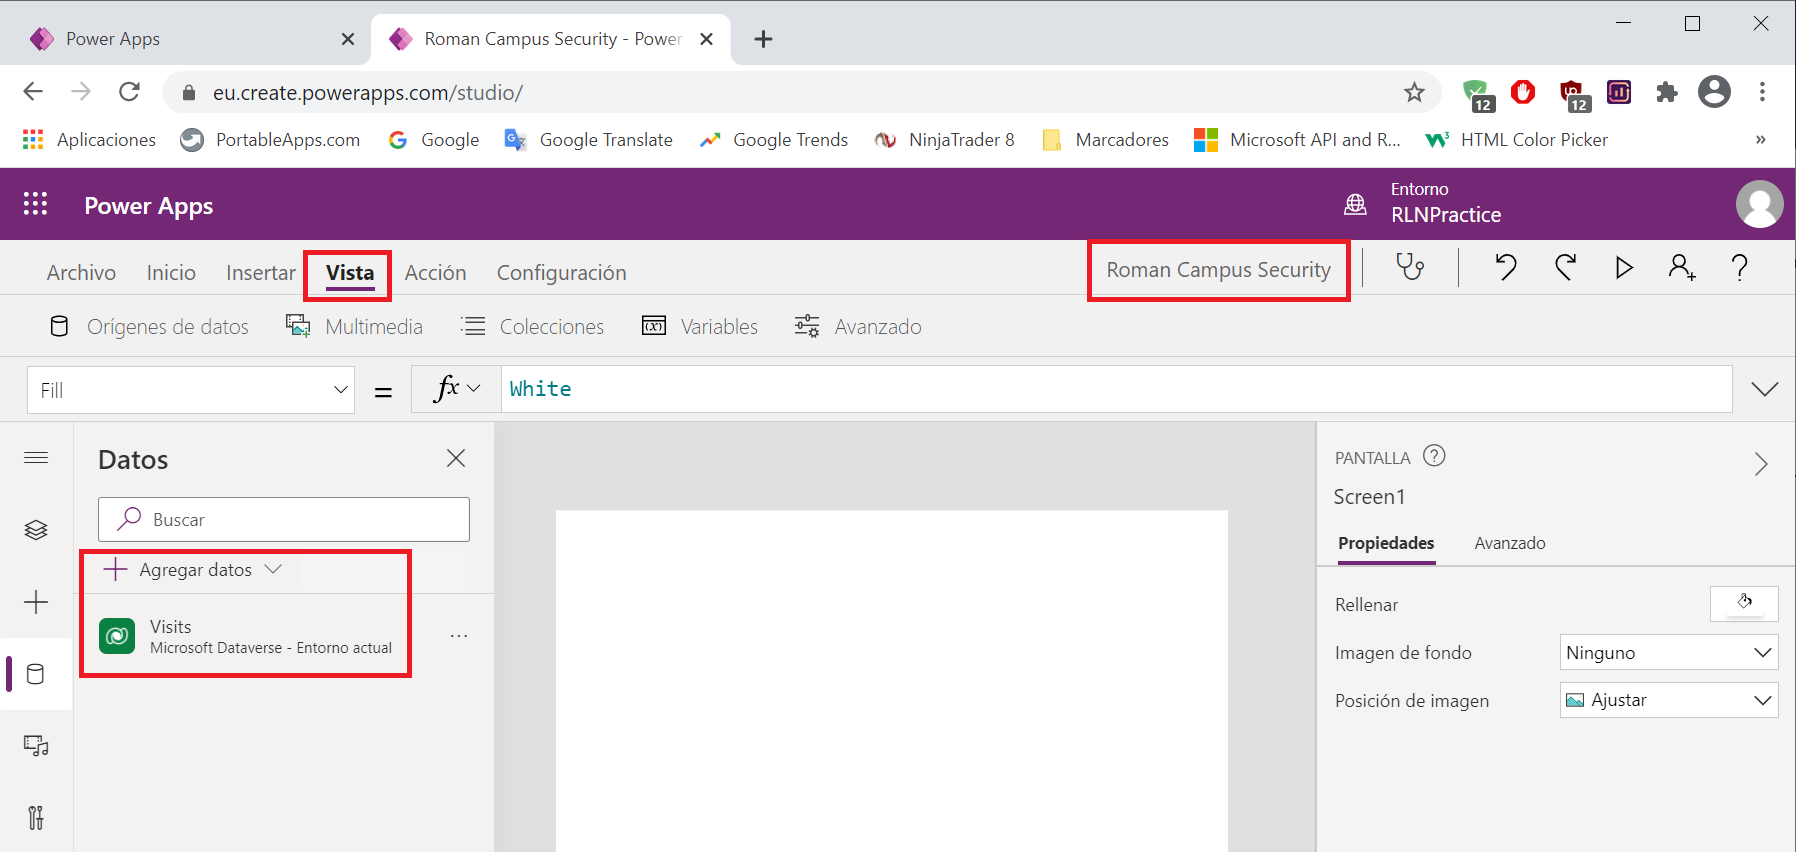 Power Apps
Roman Campus Security - Power
eu.create.powerapps.com/studio/
12
12
Aplicaciones
PortableApps.com
Google
Google Translate
Google Trends
NinjaTrader 8
Marcadores
Microsoft API and R...
HTML Color Picker
»
Power Apps
Entorno
RLNPractice
Archivo
Inicio
Insertar
Vista
Acción
Configuración
Roman Campus Security
Orígenes de datos
Multimedia
Colecciones
Variables
Avanzado
Fill
=
fx
White
Datos
Buscar
Agregar datos
Visits
Microsoft Dataverse - Entorno actual
...
PANTALLA
Screen1
Propiedades
Avanzado
Rellenar
Imagen de fondo
Ninguno
Posición de imagen
Ajustar